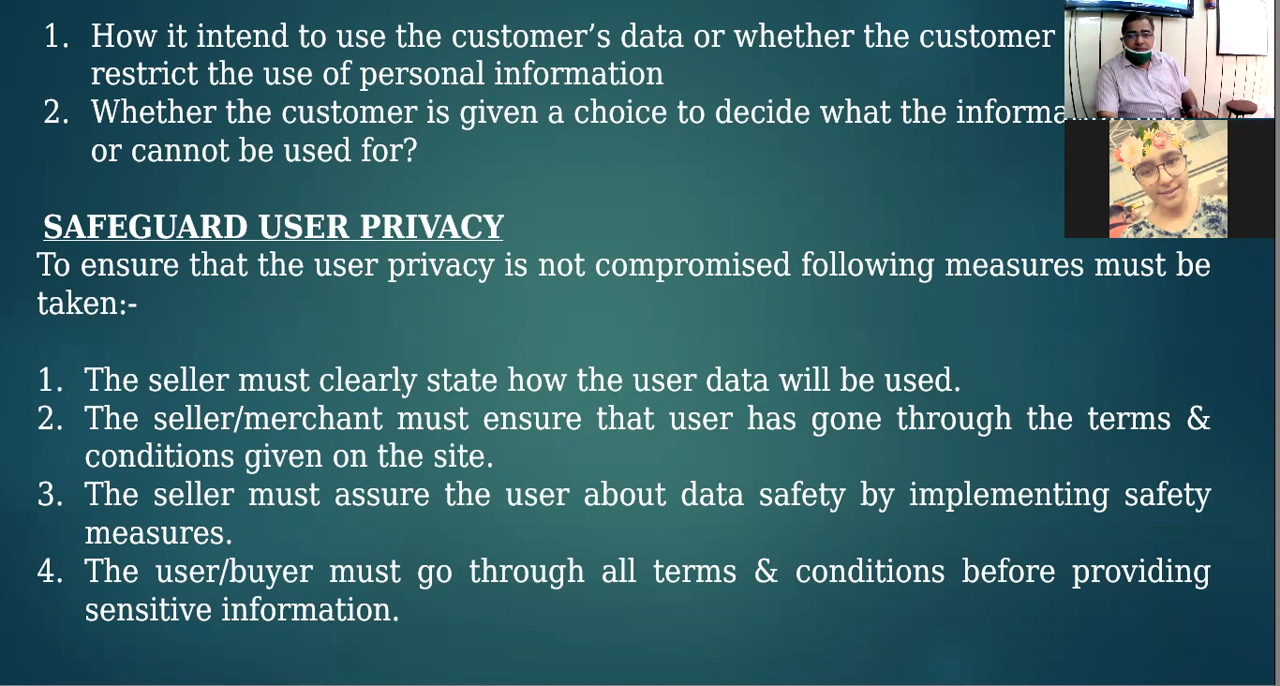 1. How it intend to use the customer’s data or whether the customer
restrict the use of personal information
2. Whether the customer is given a choice to decide what the
or cannot be used for?
SAFEGUARD USER PRIVACY
To ensure that the user privacy is not compromised following measures must be
taken:-
1. The seller must clearly state how the user data will be used.
2. The seller/merchant must ensure that user has gone through the terms &
conditions given on the site.
3. The seller must assure the user about data safety by implementing safety
measures.
4. The user/buyer must go through all terms & conditions before providing
sensitive information.